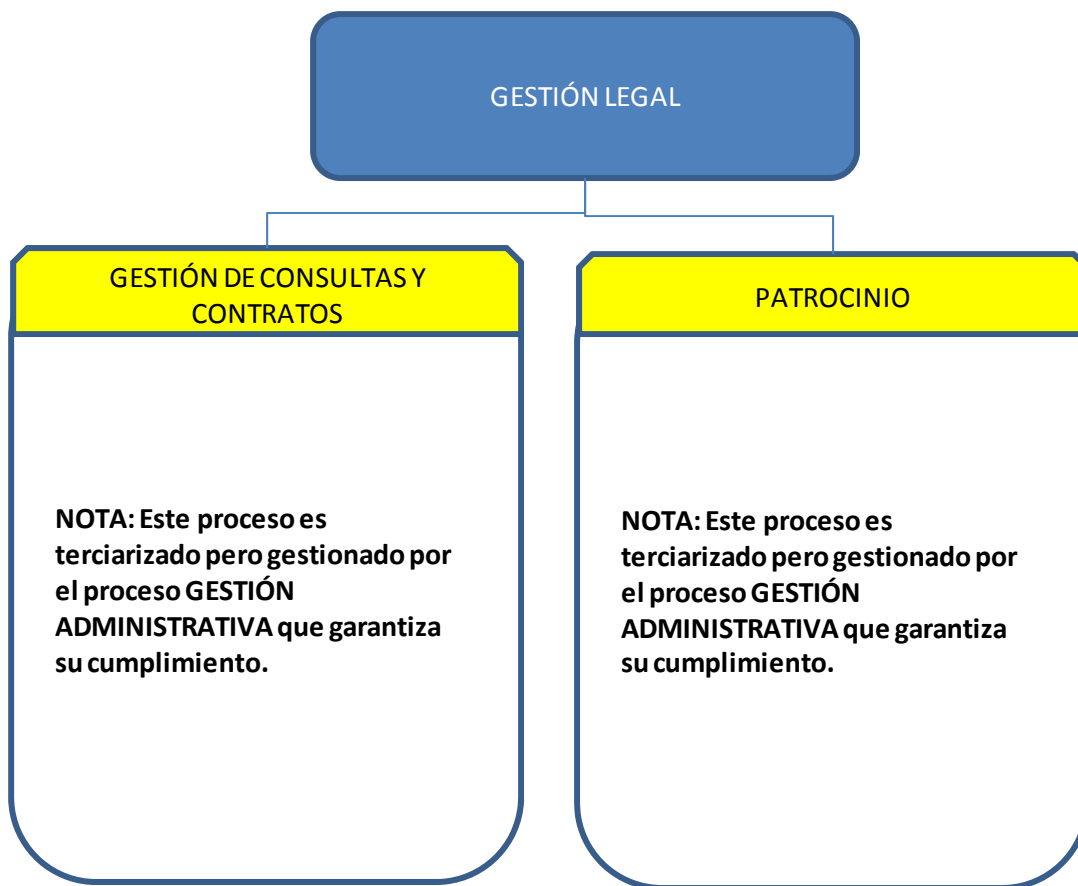 GESTIÓN LEGAL
GESTIÓN DE CONSULTAS Y
CONTRATOS
NOTA: Este proceso es
terciarizado pero gestionado por
el proceso GESTIÓN
ADMINISTRATIVA que garantiza
su cumplimiento.
PATROCINIO
NOTA: Este proceso es
terciarizado pero gestionado por
el proceso GESTIÓN
ADMINISTRATIVA que garantiza
su cumplimiento.